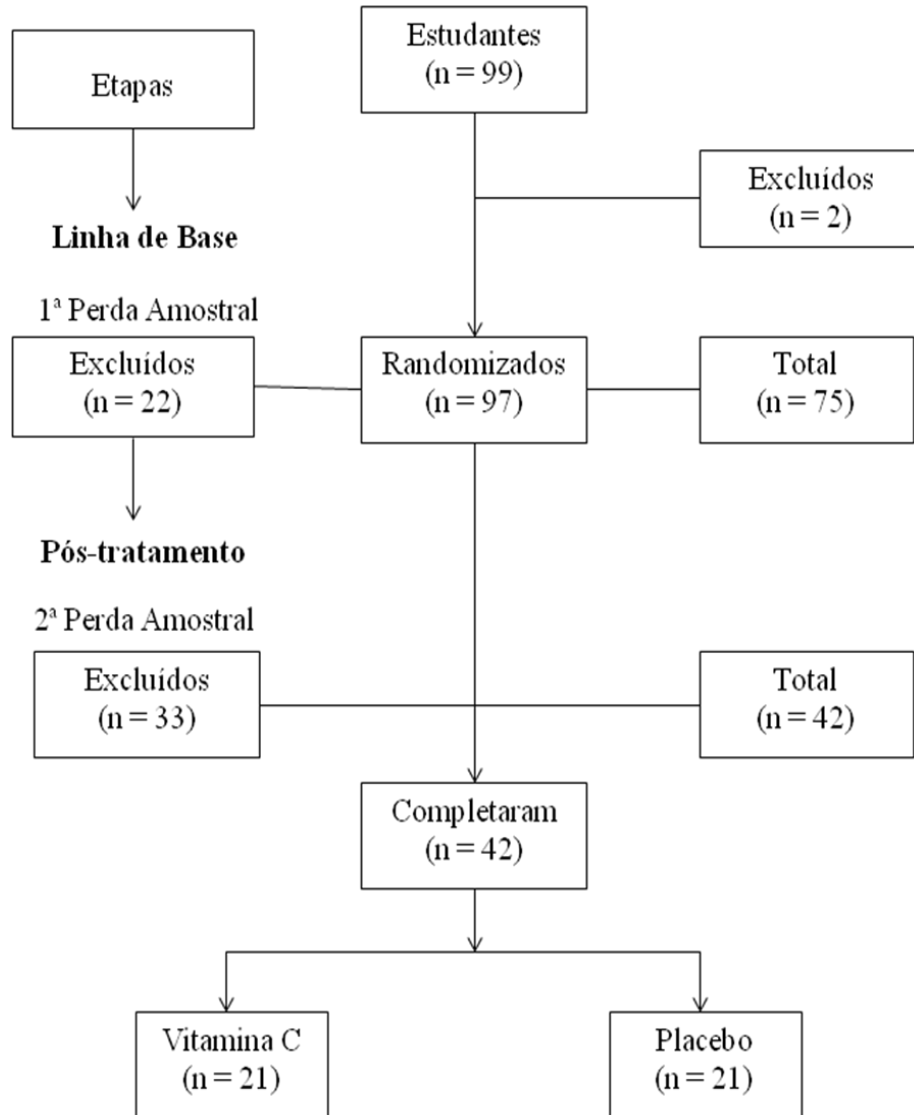 Estudantes
(n = 99)
Etapas
Excluídos
(n = 2)
Linha de Base
1ª Perda Amostral
Excluídos
(n = 22)
Randomizados
(n = 97)
Total
(n = 75)
Pós-tratamento
2ª Perda Amostral
Excluídos
(n = 33)
Total
(n = 42)
Completaram
(n = 42)
Vitamina C
(n = 21)
Placebo
(n = 21)